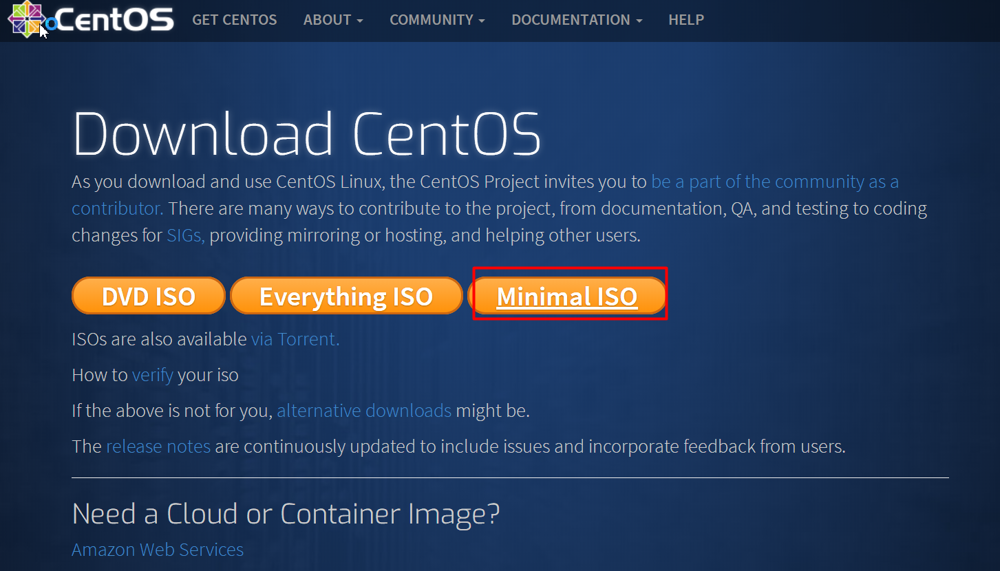 CentOS GET CENTOS ABOUT COMMUNITY DOCUMENTATION HELP
Download CentOS
As you download and use CentOS Linux, the CentOS Project invites you to be a part of the community as a
contributor. There are many ways to contribute to the project, from documentation, QA, and testing to coding
changes for SIGs, providing mirroring or hosting, and helping other users.
DVD ISO Everything ISO Minimal ISO
ISOs are also available via Torrent.
How to verify your iso
If the above is not for you, alternative downloads might be.
The release notes are continuously updated to include issues and incorporate feedback from users.
Need a Cloud or Container Image?
Amazon Web Services